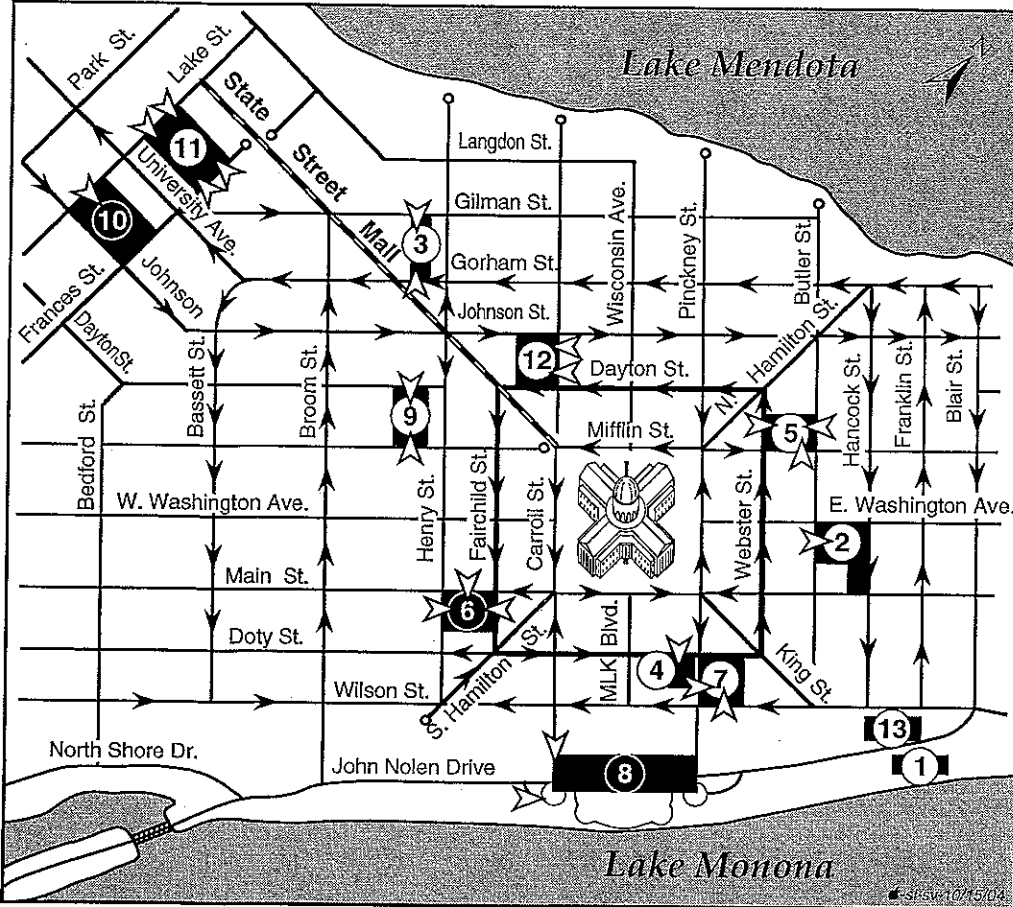 Lake Mendota
Park St.
Lake St.
State
Street
Mall
Langdon St.
Gilman St.
Gorham St.
Johnson St.
Wisconsin Ave.
Pinckney St.
Butler St.
N. Hamilton St.
11
University Ave.
10
3
Frances St.
Johnson
Dayton St.
12
Dayton St.
Bedford St.
Bassett St.
Broom St.
9
Mifflin St.
5
Hancock St.
Franklin St.
Blair St.
Henry St.
Fairchild St.
Carroll St.
Webster St.
W. Washington Ave.
E. Washington Ave.
2
Main St.
6
Doty St.
S. Hamilton St.
MLK Blvd.
4
7
King St.
Wilson St.
13
North Shore Dr.
John Nolen Drive
8
1
Lake Monona